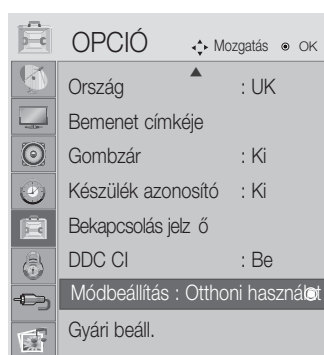 OPCIÓ Mozgatás OK
Ország : UK
Bemenet címkéje
Gombzár : Ki
Készülék azonosító : Ki
Bekapcsolás jelz ő
DDC CI : Be
Módbeállítás : Otthoni használat
Gyári beáll.